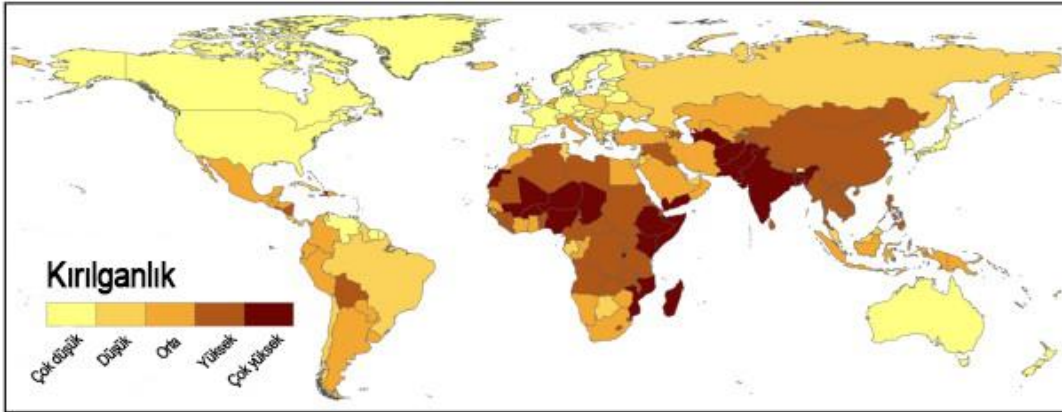 Kırılganlık
Çok düşük
Düşük
Orta
Yüksek
Çok yüksek